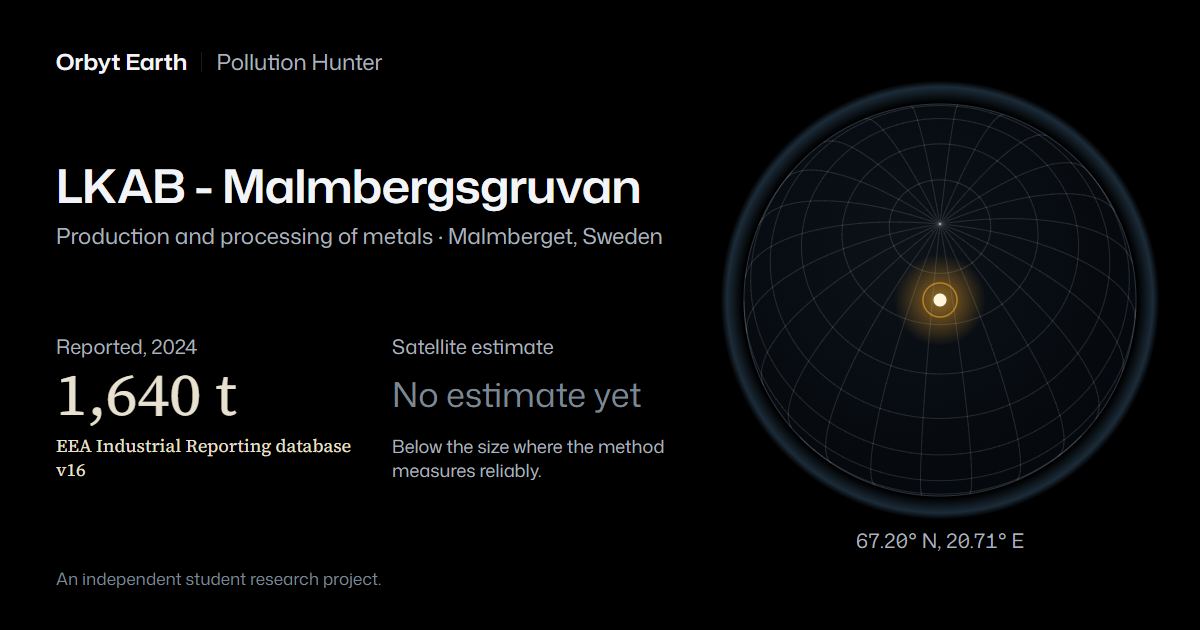 Orbyt Earth | Pollution Hunter
LKAB - Malmbergsgruvan
Production and processing of metals · Malmberget, Sweden
Reported, 2024
1,640 t
EEA Industrial Reporting database
v16
Satellite estimate
No estimate yet
Below the size where the method
measures reliably.
67.20° N, 20.71° E
An independent student research project.